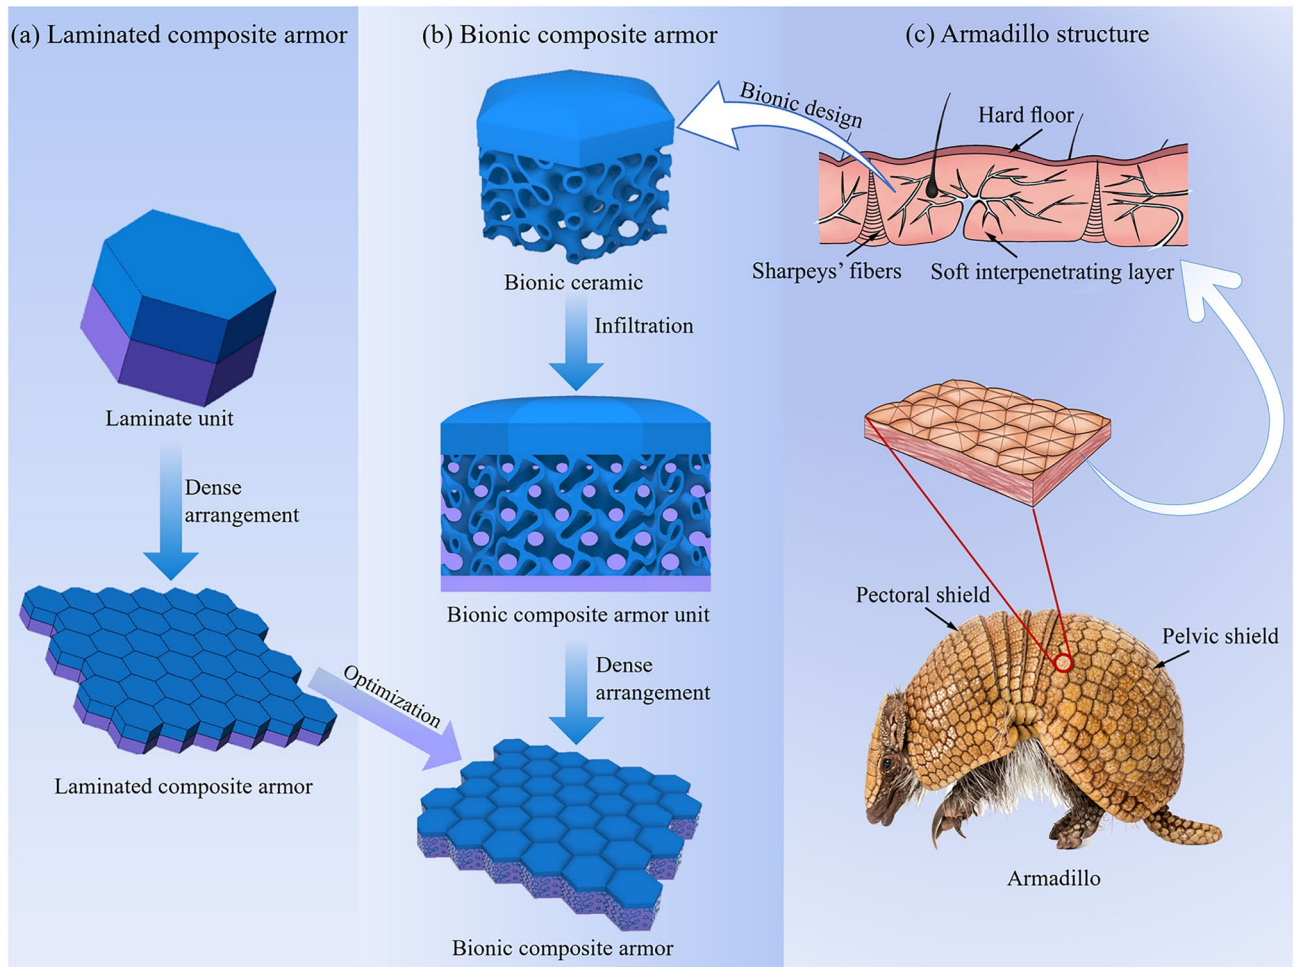 (a) Laminated composite armor
Laminate unit
Dense
arrangement
Laminated composite armor
Optimization
(b) Bionic composite armor
Bionic ceramic
Infiltration
Bionic composite armor unit
Dense
arrangement
Bionic composite armor
(c) Armadillo structure
Bionic design
Hard floor
Sharpeys’ fibers
Soft interpenetrating layer
Pectoral shield
Pelvic shield
Armadillo